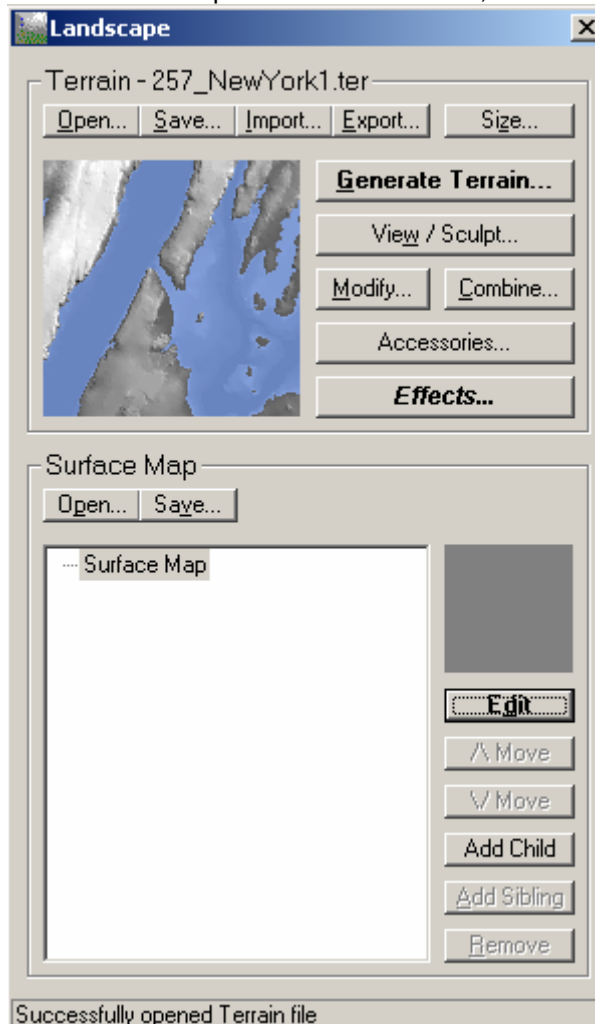 Landscape
Terrain - 257_NewYork1.ter
Open... Save... Import... Export... Size...
Generate Terrain...
View / Sculpt...
Modify... Combine...
Accessories...
Effects...
Surface Map
Open... Save...
Surface Map
Edit
/\ Move
\/ Move
Add Child
Add Sibling
Remove
Successfully opened Terrain file